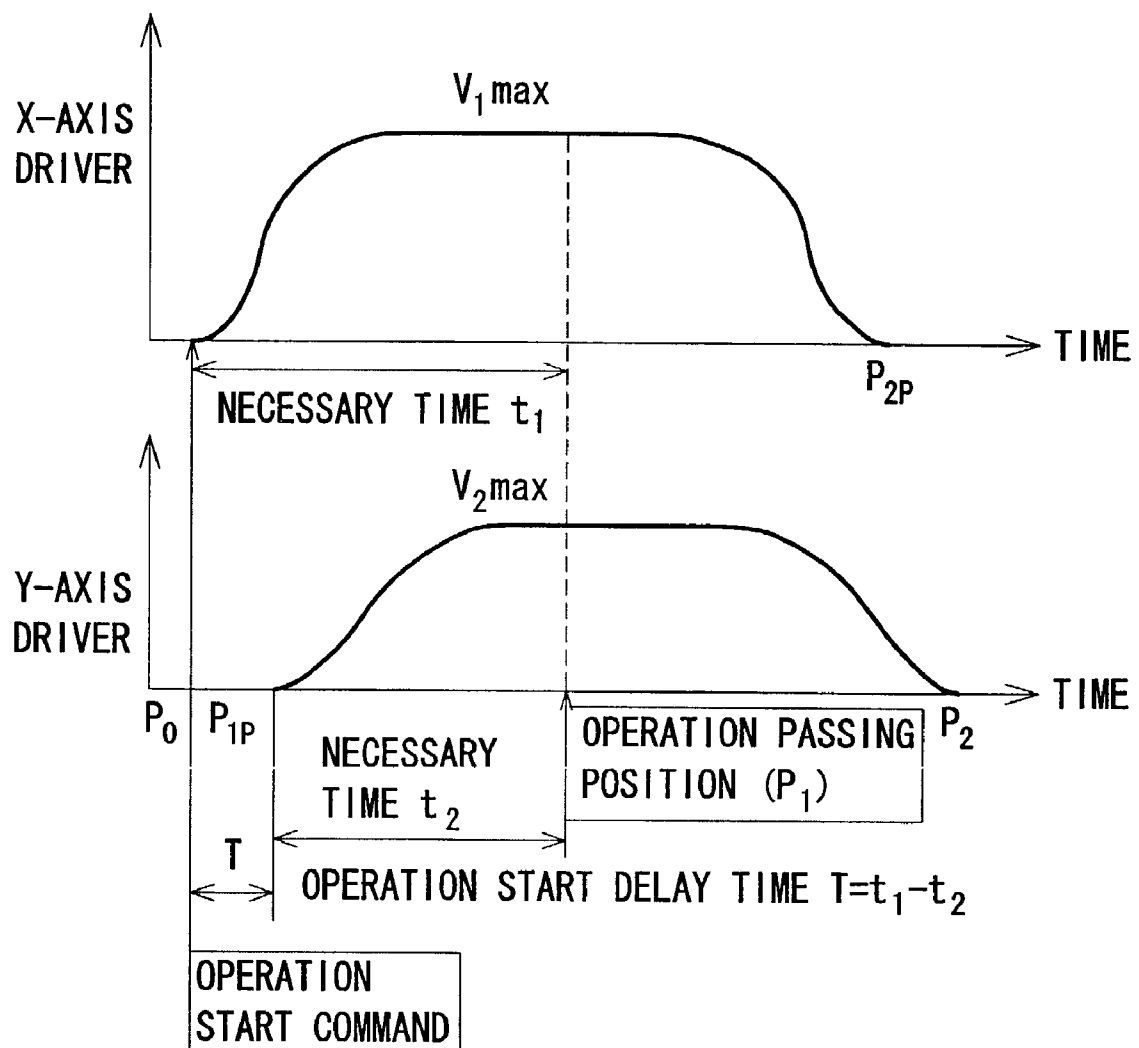 V₁max
X-AXIS
DRIVER
TIME
P₂P
NECESSARY TIME t₁
V₂max
Y-AXIS
DRIVER
TIME
P₀
P₁P
P₂
NECESSARY
TIME t₂
OPERATION PASSING
POSITION (P₁)
T
OPERATION START DELAY TIME T=t₁-t₂
OPERATION
START COMMAND